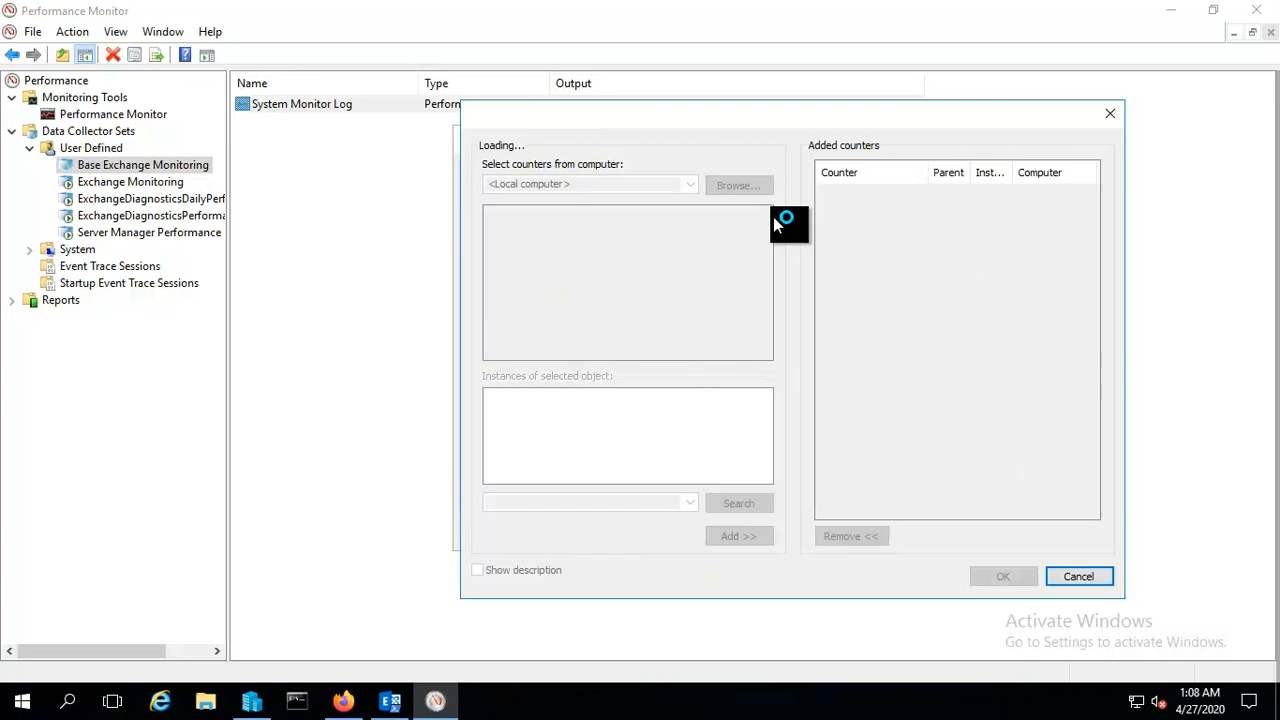 Performance Monitor
File Action View Window Help
Performance
Monitoring Tools
Performance Monitor
Data Collector Sets
User Defined
Base Exchange Monitoring
Exchange Monitoring
ExchangeDiagnosticsDailyPerf
ExchangeDiagnosticsPerforma
Server Manager Performance
System
Event Trace Sessions
Startup Event Trace Sessions
Reports
Name Type Output
System Monitor Log Perforn
Loading...
Select counters from computer:
<Local computer> Browse...
Instances of selected object:
Search
Add >>
Show description
Added counters
Counter Parent Inst... Computer
Remove <<
OK Cancel
Activate Windows
Go to Settings to activate Windows.
1:08 AM
4/27/2020